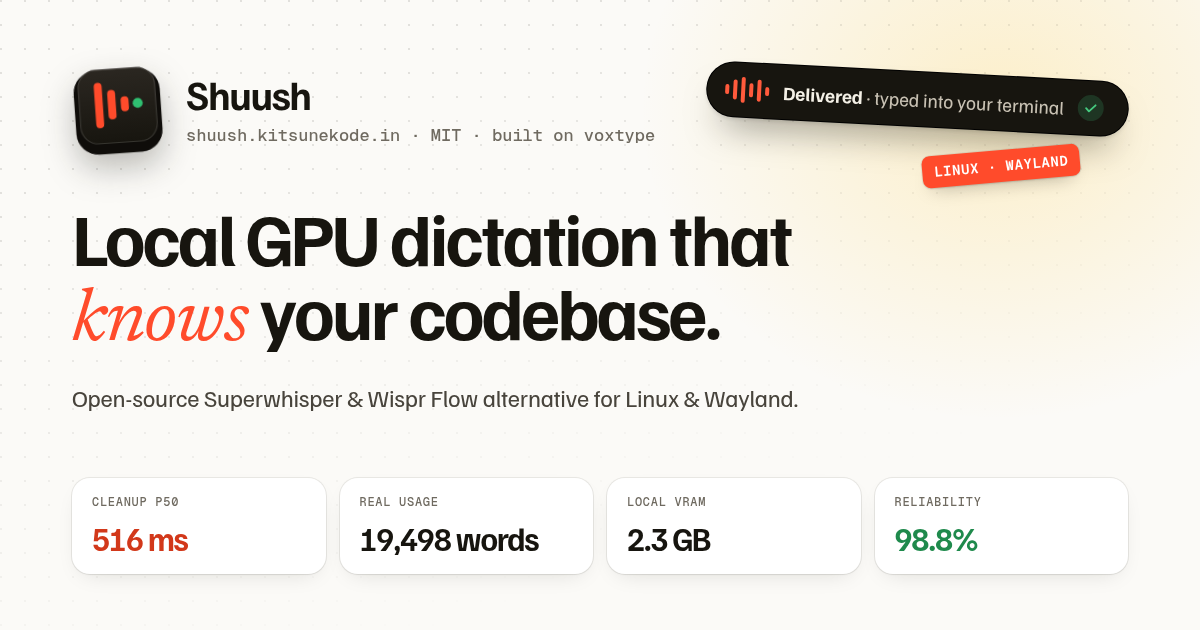 Shuush
shuush.kitsunekode.in · MIT · built on voxtype
Delivered · typed into your terminal
LINUX · WAYLAND
Local GPU dictation that
knows your codebase.
Open-source Superwhisper & Wispr Flow alternative for Linux & Wayland.
CLEANUP P50
516 ms
REAL USAGE
19,498 words
LOCAL VRAM
2.3 GB
RELIABILITY
98.8%